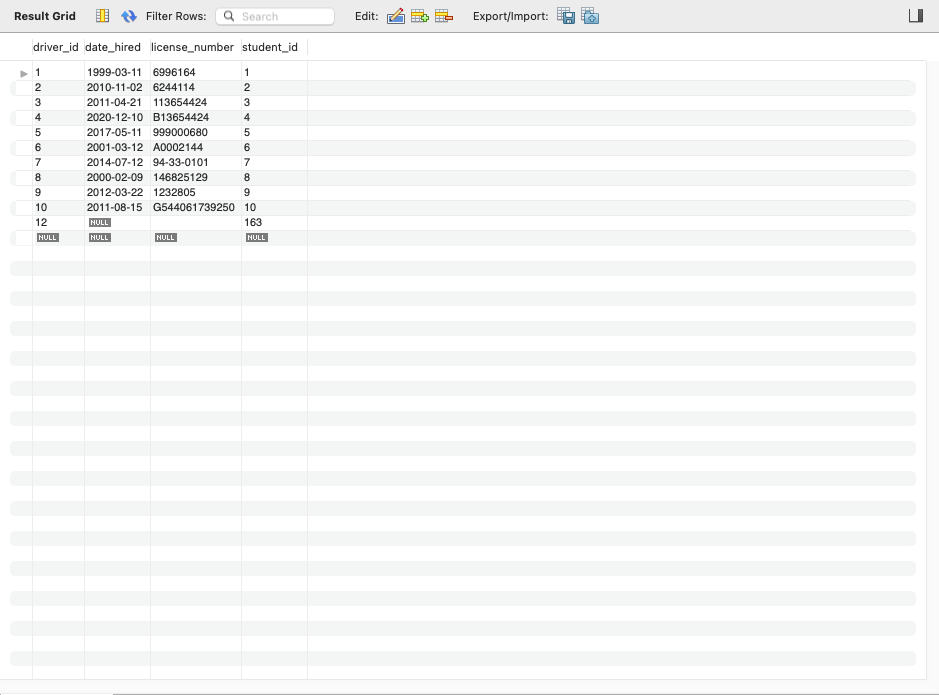 Result Grid Filter Rows: Search Edit: Export/Import:
driver_id date_hired license_number student_id
1 1999-03-11 6996164 1
2 2010-11-02 6244114 2
3 2011-04-21 113654424 3
4 2020-12-10 B13654424 4
5 2017-05-11 999000680 5
6 2001-03-12 A0002144 6
7 2014-07-12 94-33-0101 7
8 2000-02-09 146825129 8
9 2012-03-22 1232805 9
10 2011-08-15 G544061739250 10
12 NULL 163
NULL NULL NULL NULL